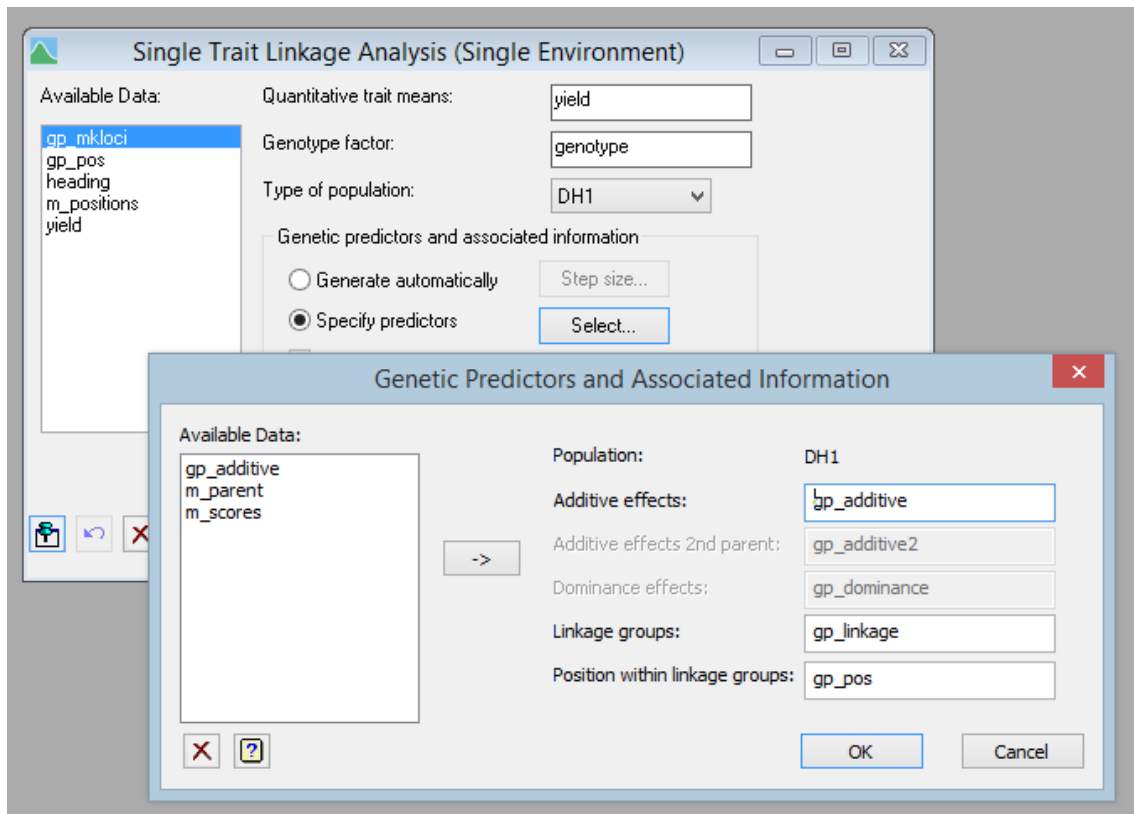 Single Trait Linkage Analysis (Single Environment)
Available Data:
Quantitative trait means:
yield
gp_mkloci
gp_pos
heading
m_positions
yield
Genotype factor:
genotype
Type of population:
DH1
Genetic predictors and associated information
Generate automatically
Step size...
Specify predictors
Select...
Genetic Predictors and Associated Information
Available Data:
gp_additive
m_parent
m_scores
->
Population:
DH1
Additive effects:
gp_additive
Additive effects 2nd parent:
gp_additive2
Dominance effects:
gp_dominance
Linkage groups:
gp_linkage
Position within linkage groups:
gp_pos
OK
Cancel